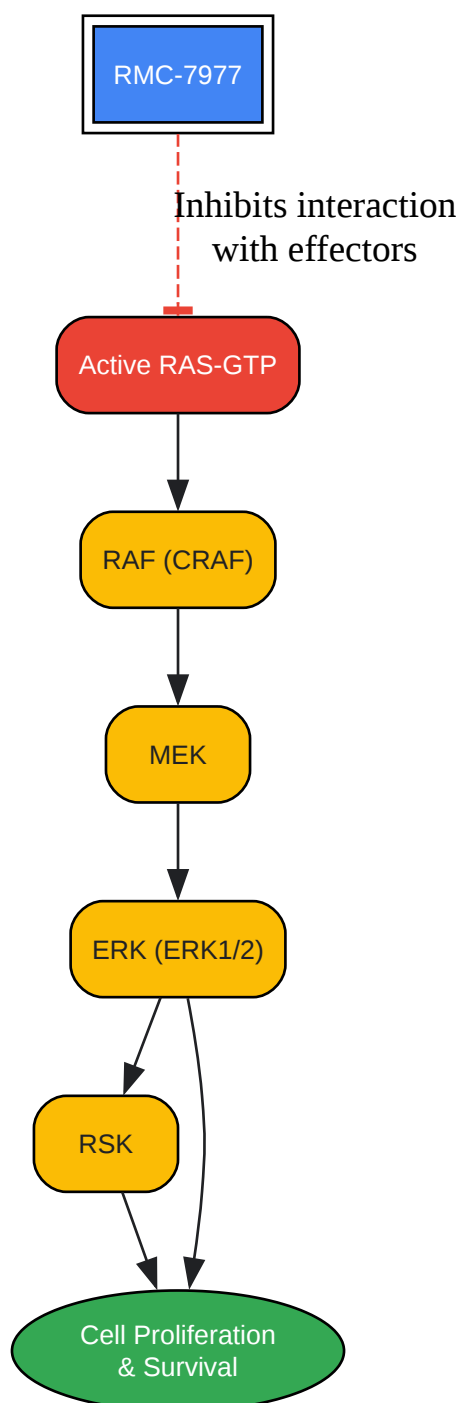 RMC-7977
Inhibits interaction
with effectors
Active RAS-GTP
RAF (CRAF)
MEK
ERK (ERK1/2)
RSK
Cell Proliferation
& Survival